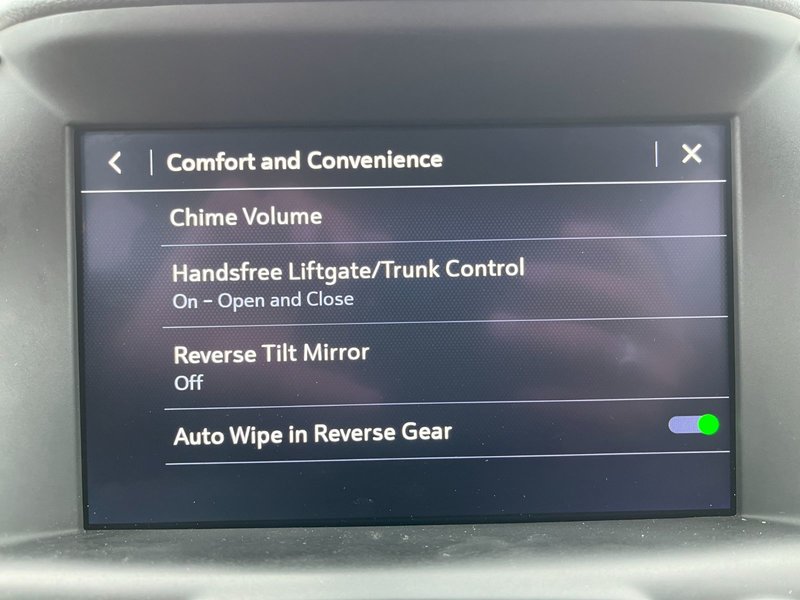 Comfort and Convenience
Chime Volume
Handsfree Liftgate/Trunk Control
On – Open and Close
Reverse Tilt Mirror
Off
Auto Wipe in Reverse Gear